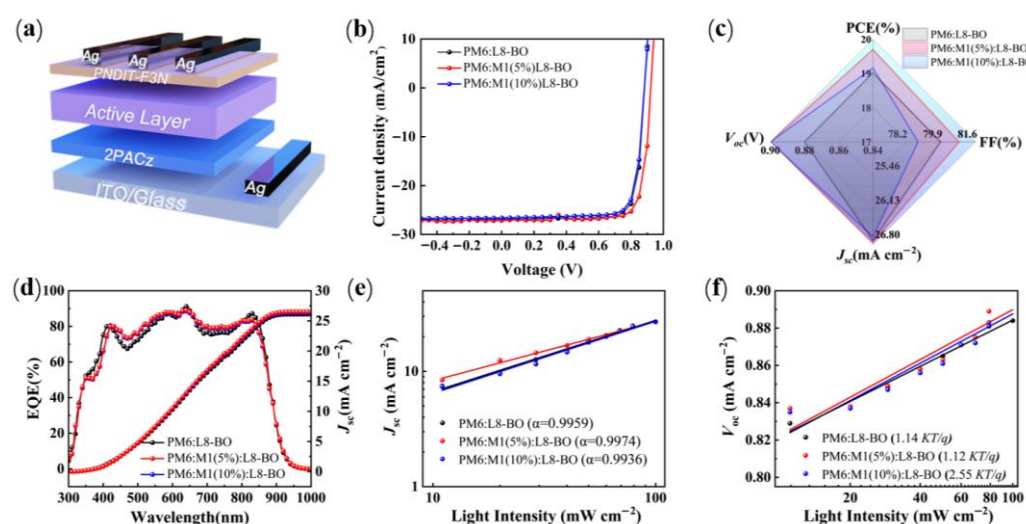 (a)
Ag Ag Ag
PNDIT-F3N
Active Layer
2PACz
Ag
ITO/Glass
(b)
10
0
−10
−20
−30
Current density (mA/cm²)
−0.4 −0.2 0.0 0.2 0.4 0.6 0.8 1.0
Voltage (V)
PM6:L8-BO
PM6:M1(5%)L8-BO
PM6:M1(10%)L8-BO
(c)
PCE(%)
PM6:L8-BO
PM6:M1(5%):L8-BO
PM6:M1(10%):L8-BO
20
19
18
17
Voc(V)
0.90 0.88 0.86 0.84
78.2 79.9 81.6
FF(%)
25.46
26.13
26.80
Jsc(mA cm⁻²)
(d)
100
80
60
40
20
0
EQE(%)
30
25
20
15
10
5
0
Jsc(mA cm⁻²)
300 400 500 600 700 800 900 1000
Wavelength(nm)
PM6:L8-BO
PM6:M1(5%):L8-BO
PM6:M1(10%):L8-BO
(e)
10
1
Jsc (mA cm⁻²)
10 100
Light Intensity (mW cm⁻²)
PM6:L8-BO (α=0.9959)
PM6:M1(5%):L8-BO (α=0.9974)
PM6:M1(10%):L8-BO (α=0.9936)
(f)
0.90
0.88
0.86
0.84
0.82
0.80
Voc (mA cm⁻²)
20 40 60 80 100
Light Intensity (mW cm⁻²)
PM6:L8-BO (1.14 KT/q)
PM6:M1(5%):L8-BO (1.12 KT/q)
PM6:M1(10%):L8-BO (2.55 KT/q)